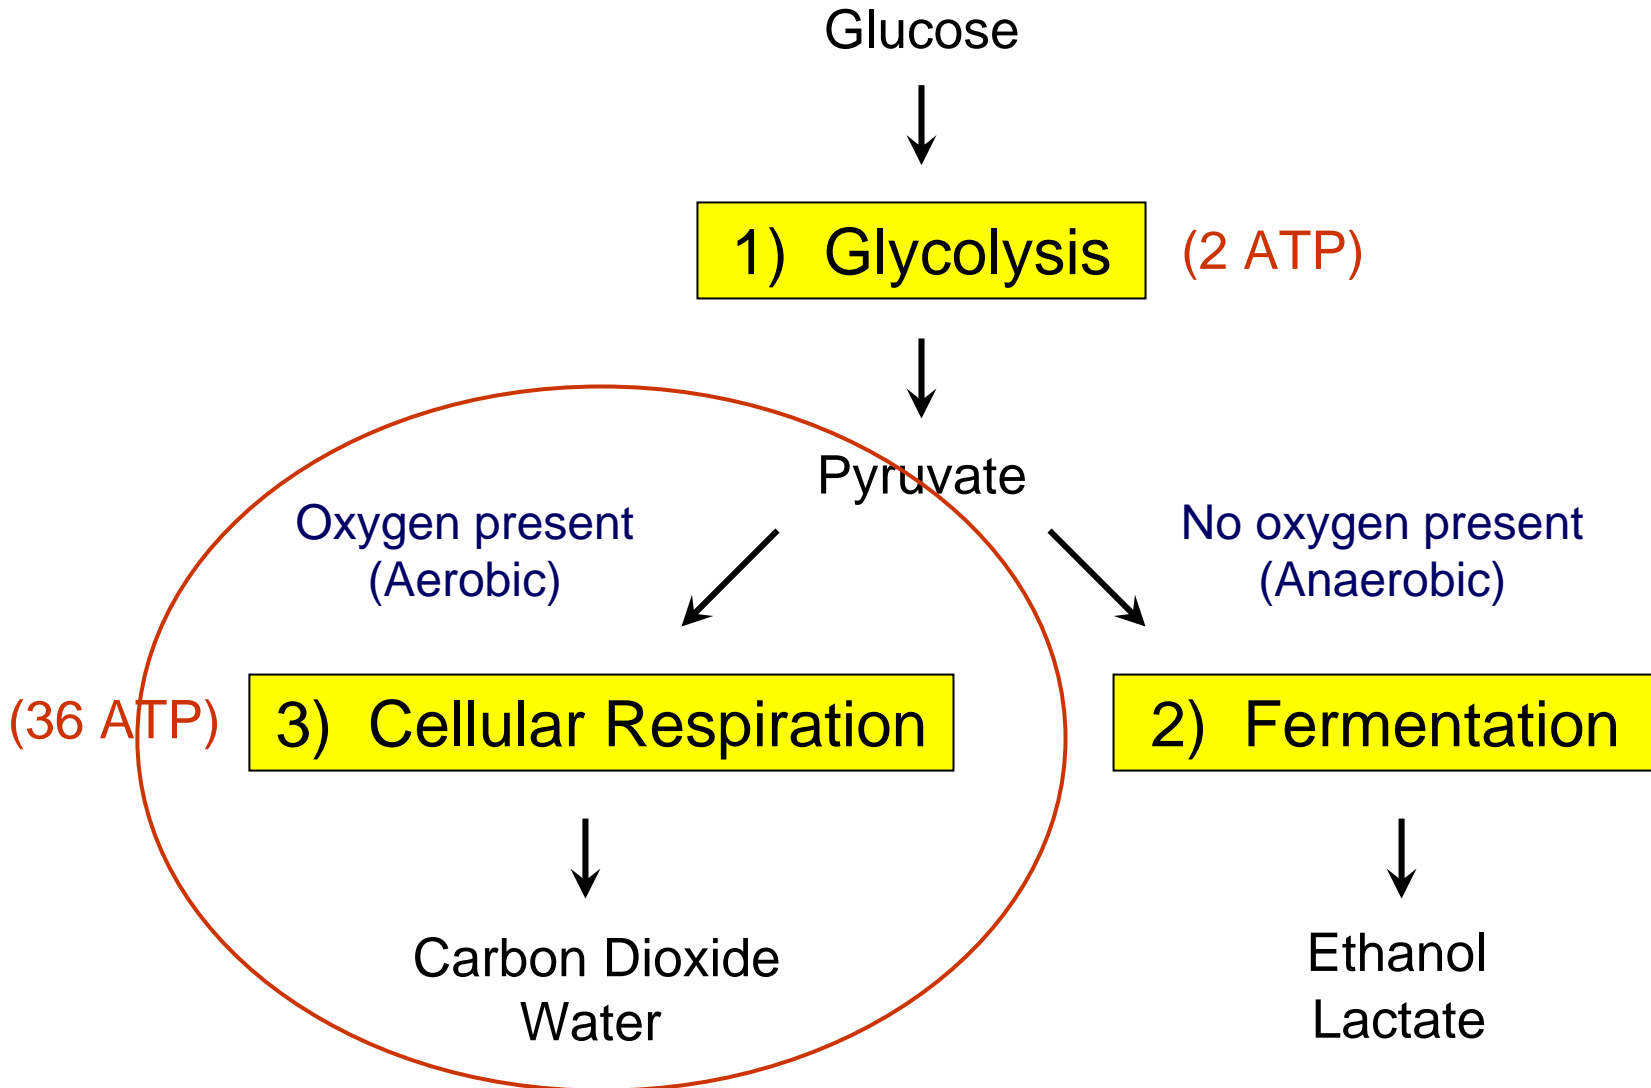 Glucose
1) Glycolysis
(2 ATP)
Pyruvate
Oxygen present
(Aerobic)
No oxygen present
(Anaerobic)
(36 ATP)
3) Cellular Respiration
2) Fermentation
Carbon Dioxide
Water
Ethanol
Lactate